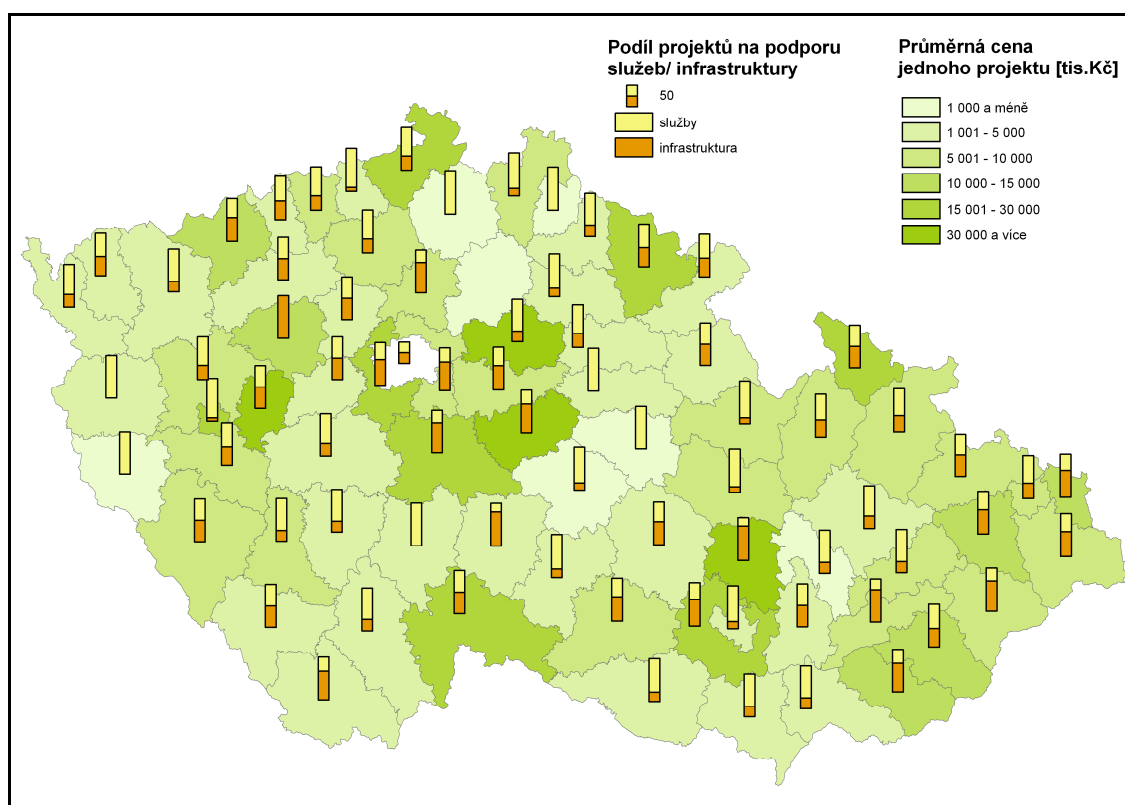 Podíl projektů na podporu
služeb/ infrastruktury
50
služby
infrastruktura
Průměrná cena
jednoho projektu [tis.Kč]
1 000 a méně
1 001 - 5 000
5 001 - 10 000
10 000 - 15 000
15 001 - 30 000
30 000 a více